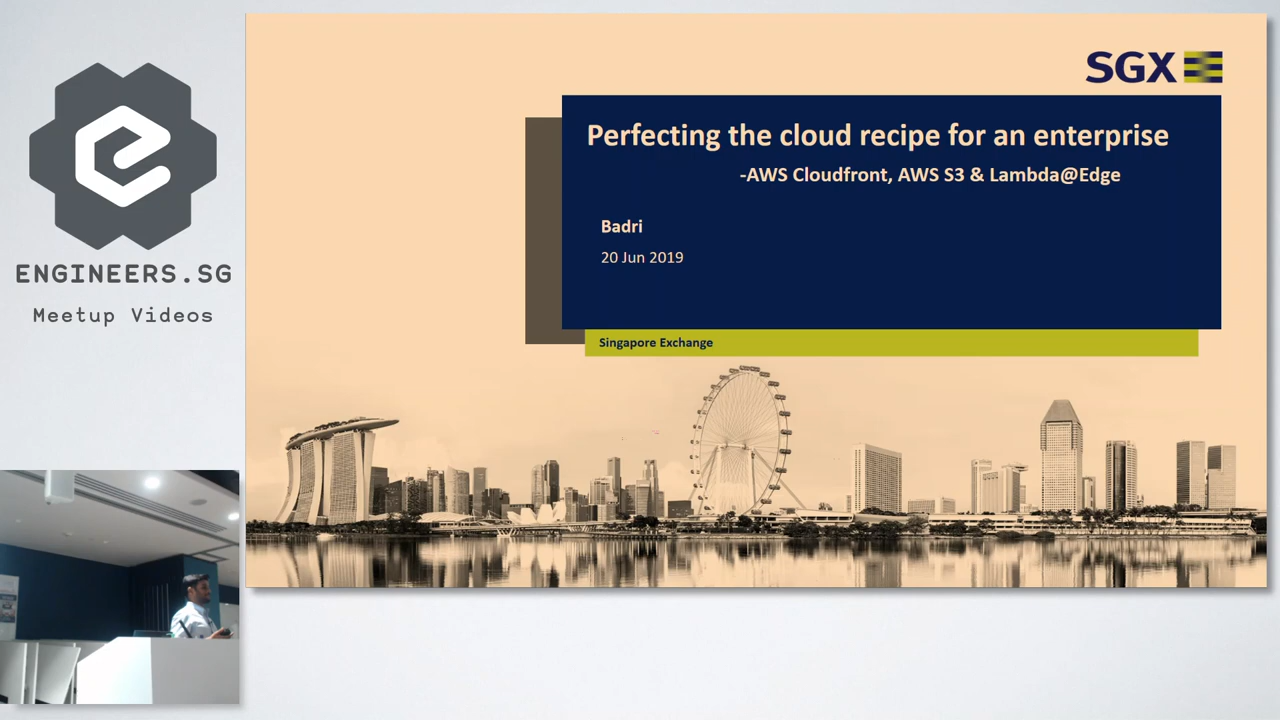 ENGINEERS.SG
Meetup Videos
SGX
Perfecting the cloud recipe for an enterprise
-AWS Cloudfront, AWS S3 & Lambda@Edge
Badri
20 Jun 2019
Singapore Exchange